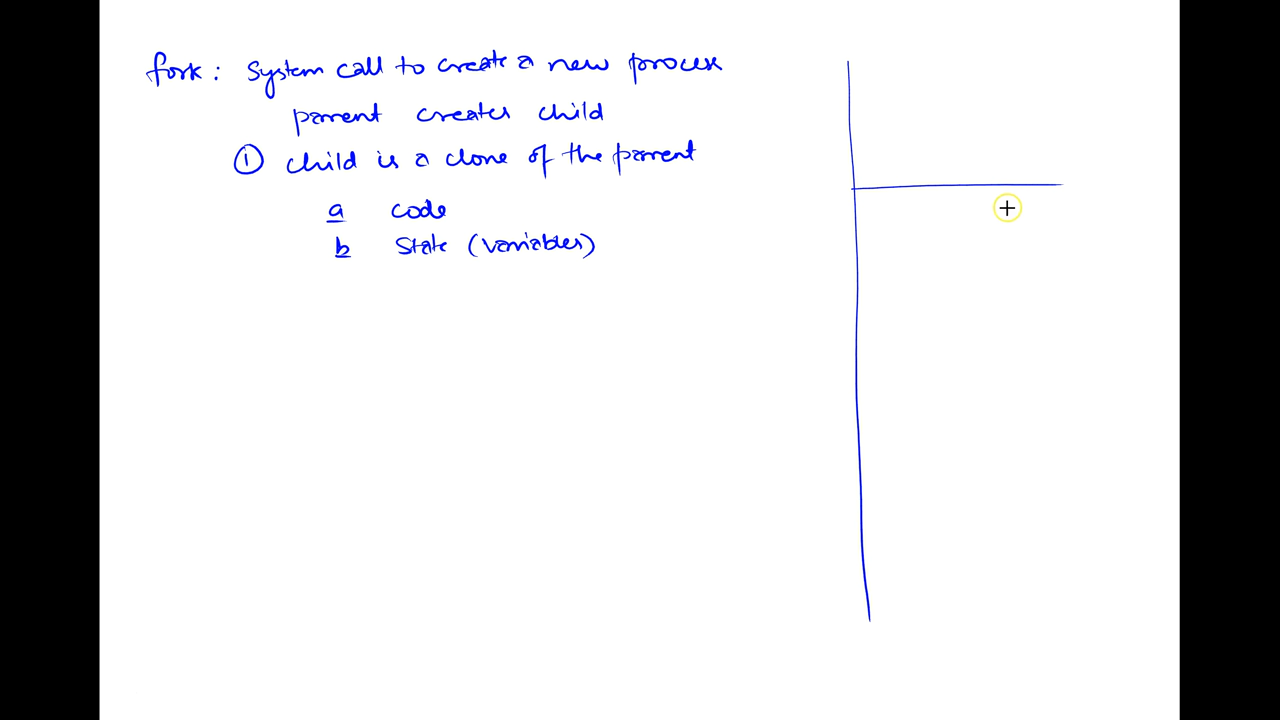 fork: System call to create a new process
parent creates child
① child is a clone of the parent
a code
b State (variables)